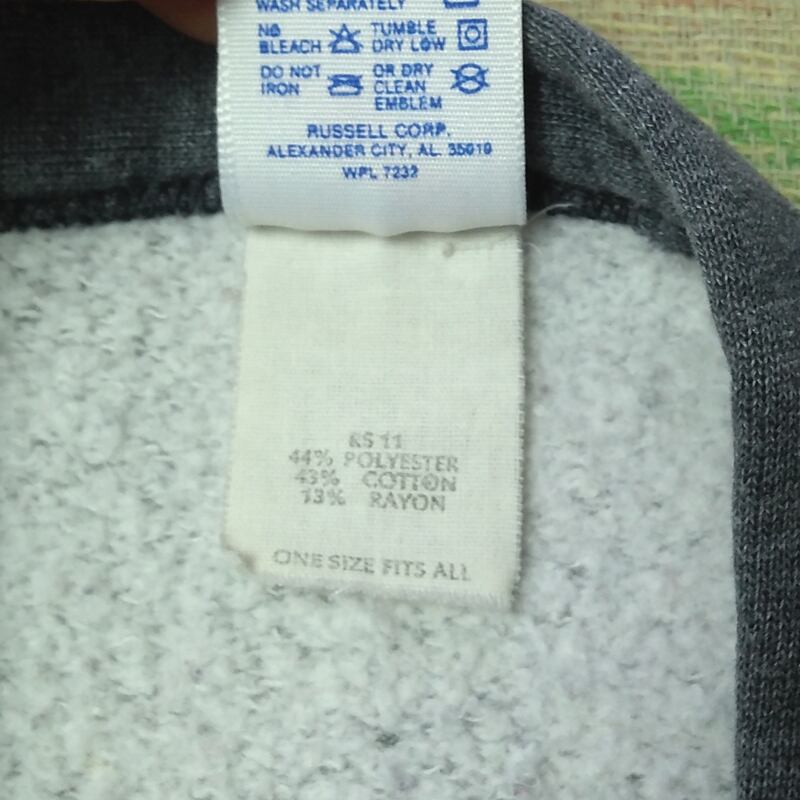 WASH SEPARATELY
NO BLEACH TUMBLE DRY LOW
DO NOT IRON OR DRY CLEAN EMBLEM
RUSSELL CORP.
ALEXANDER CITY, AL. 35010
WPL 7232
RS 11
44% POLYESTER
43% COTTON
13% RAYON
ONE SIZE FITS ALL